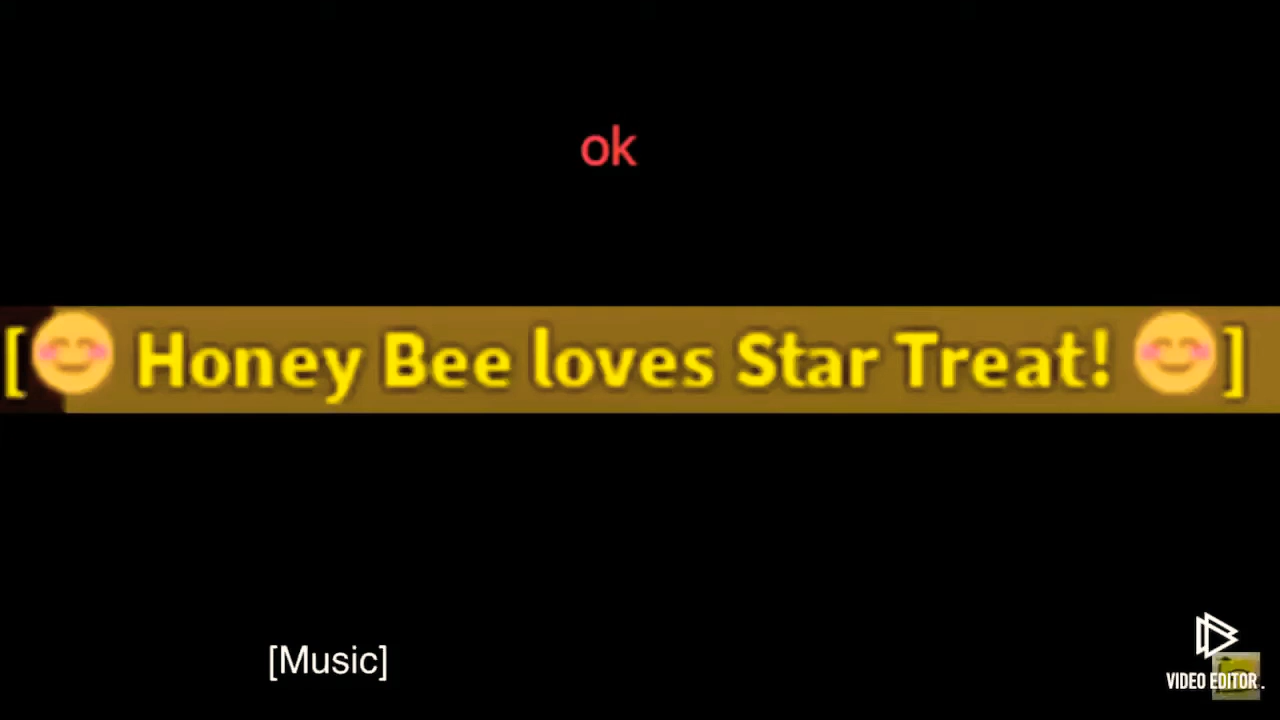 ok
[😊 Honey Bee loves Star Treat! 😊]
[Music]
VIDEO EDITOR.